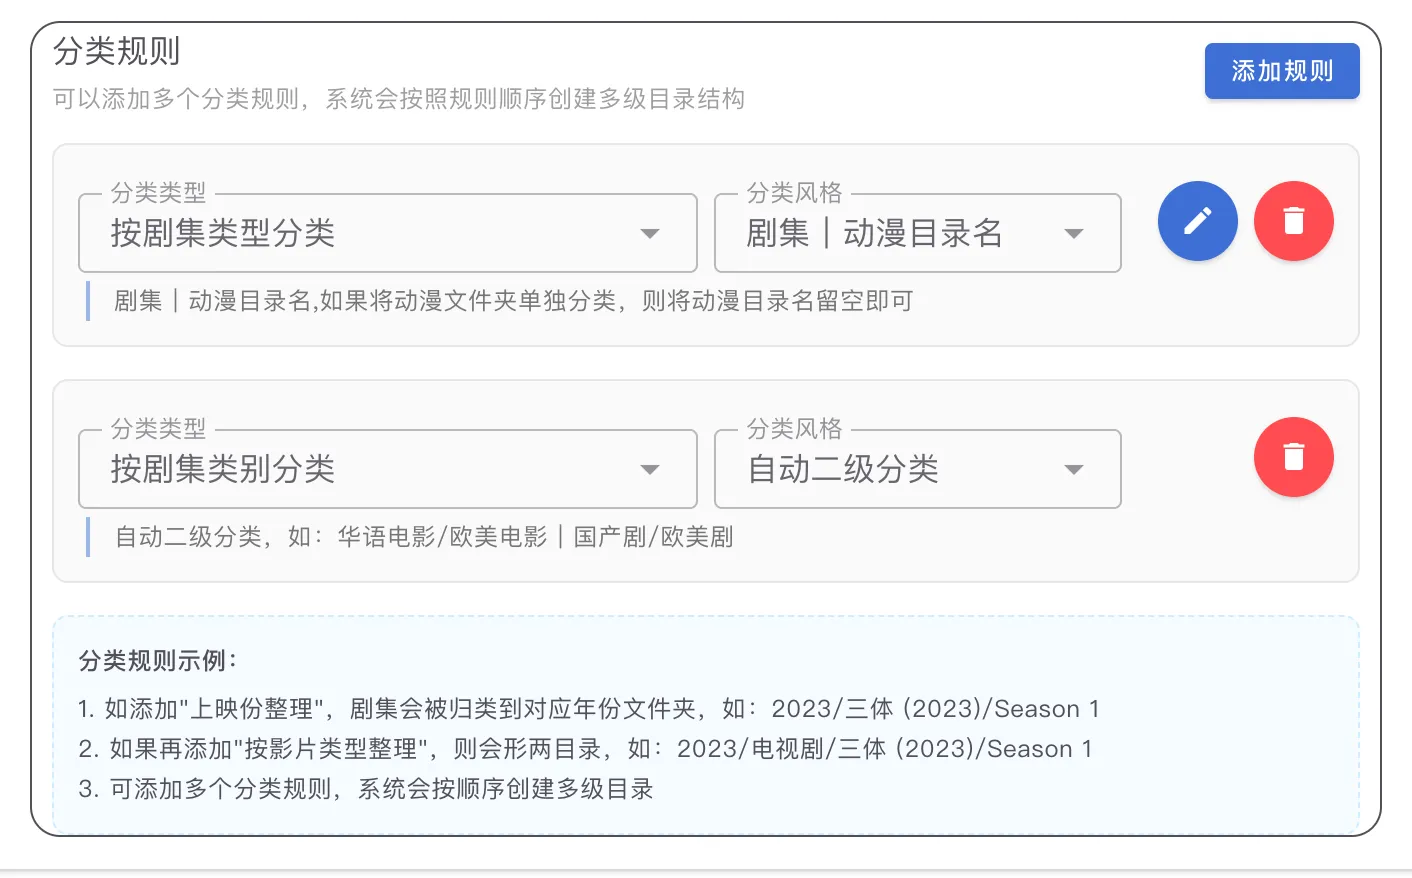 分类规则
添加规则
可以添加多个分类规则，系统会按照规则顺序创建多级目录结构
分类类型
按剧集类型分类
分类风格
剧集｜动漫目录名
剧集｜动漫目录名,如果将动漫文件夹单独分类，则将动漫目录名留空即可
分类类型
按剧集类别分类
分类风格
自动二级分类
自动二级分类，如：华语电影/欧美电影｜国产剧/欧美剧
分类规则示例：
1. 如添加"上映份整理"，剧集会被归类到对应年份文件夹，如：2023/三体 (2023)/Season 1
2. 如果再添加"按影片类型整理"，则会形两目录，如：2023/电视剧/三体 (2023)/Season 1
3. 可添加多个分类规则，系统会按顺序创建多级目录